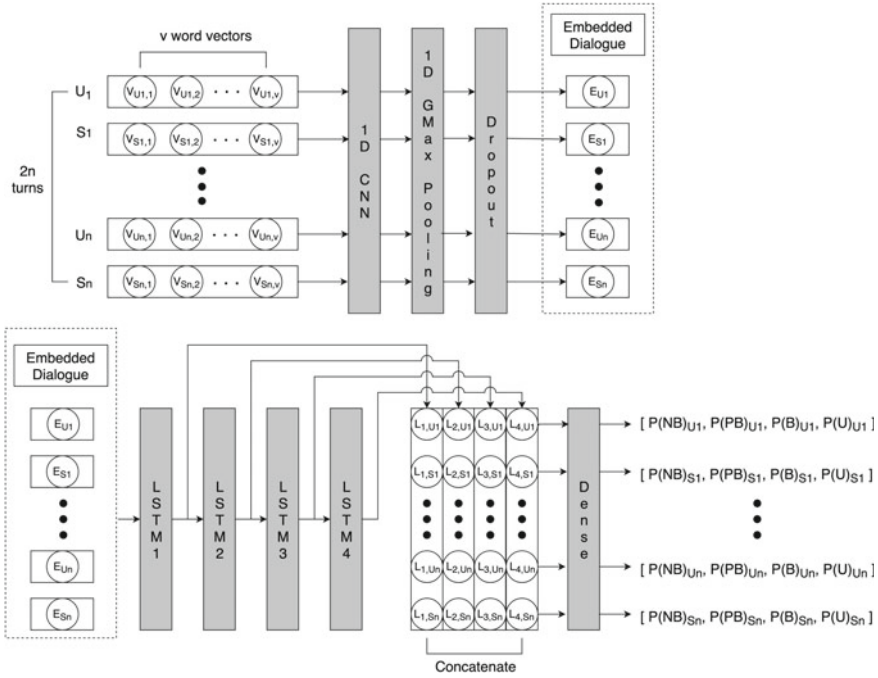 v word vectors
Embedded
Dialogue
U1 VU1,1 VU1,2 · · · VU1,v EU1
S1 VS1,1 VS1,2 · · · VS1,v ES1
2n
turns
Un VUn,1 VUn,2 · · · VUn,v EUn
Sn VSn,1 VSn,2 · · · VSn,v ESn
1D CNN
1D GMax Pooling
Dropout
Embedded
Dialogue
EU1
ES1
EUn
ESn
LSTM1
LSTM2
LSTM3
LSTM4
L1,U1 L2,U1 L3,U1 L4,U1
L1,S1 L2,S1 L3,S1 L4,S1
L1,Un L2,Un L3,Un L4,Un
L1,Sn L2,Sn L3,Sn L4,Sn
Concatenate
Dense
[ P(NB)U1, P(PB)U1, P(B)U1, P(U)U1 ]
[ P(NB)S1, P(PB)S1, P(B)S1, P(U)S1 ]
[ P(NB)Un, P(PB)Un, P(B)Un, P(U)Un ]
[ P(NB)Sn, P(PB)Sn, P(B)Sn, P(U)Sn ]